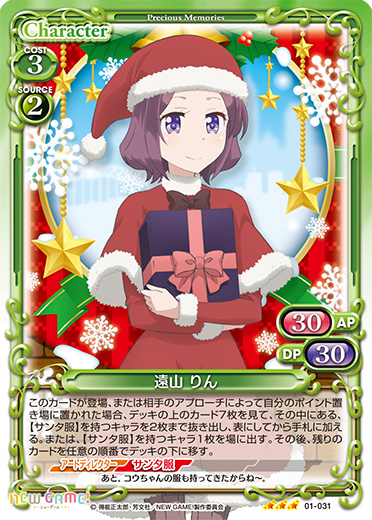 Precious Memories
Character
COST
3
SOURCE
2
30 AP
DP 30
遠山 りん
このカードが登場、または相手のアプローチによって自分のポイント置
き場に置かれた場合、デッキの上のカード7枚を見て、その中にある、
【サンタ服】を持つキャラを2枚まで抜き出し、表にしてから手札に加え
る。または、【サンタ服】を持つキャラ1枚を場に出す。その後、残りの
カードを任意の順番でデッキの下に移す。
アートディレクター サンタ服
あと、コウちゃんの服も持ってきたからね～。
NEW GAME!
© 得能正太郎・芳文社／NEW GAME!製作委員会
★★★ 01-031